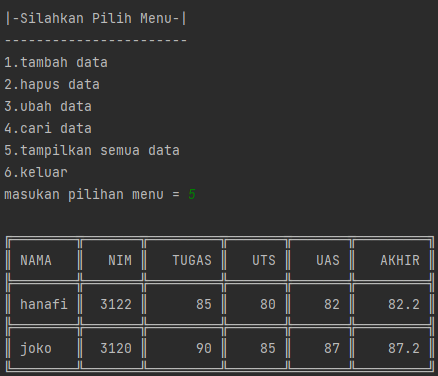 |-Silahkan Pilih Menu-|
-----------------------
1.tambah data
2.hapus data
3.ubah data
4.cari data
5.tampilkan semua data
6.keluar
masukan pilihan menu = 5
NAMA NIM TUGAS UTS UAS AKHIR
hanafi 3122 85 80 82 82.2
joko 3120 90 85 87 87.2